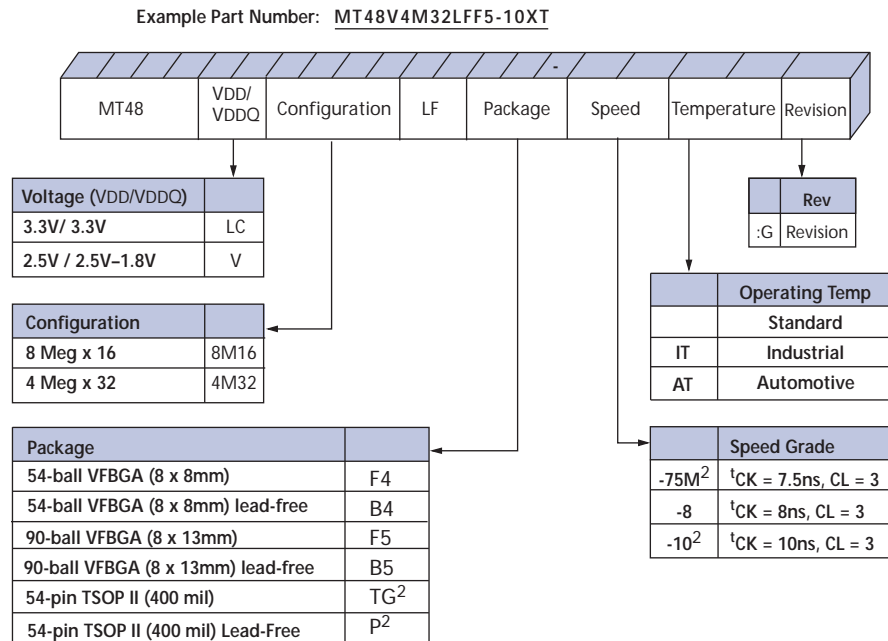 Example Part Number: MT48V4M32LFF5-10XT
-
MT48
VDD/
VDDQ
Configuration
LF
Package
Speed
Temperature
Revision
Voltage (VDD/VDDQ)
3.3V/ 3.3V LC
2.5V / 2.5V–1.8V V
Configuration
8 Meg x 16 8M16
4 Meg x 32 4M32
Package
54-ball VFBGA (8 x 8mm) F4
54-ball VFBGA (8 x 8mm) lead-free B4
90-ball VFBGA (8 x 13mm) F5
90-ball VFBGA (8 x 13mm) lead-free B5
54-pin TSOP II (400 mil) TG2
54-pin TSOP II (400 mil) Lead-Free P2
Rev
:G Revision
Operating Temp
Standard
IT Industrial
AT Automotive
Speed Grade
-75M2 tCK = 7.5ns, CL = 3
-8 tCK = 8ns, CL = 3
-102 tCK = 10ns, CL = 3